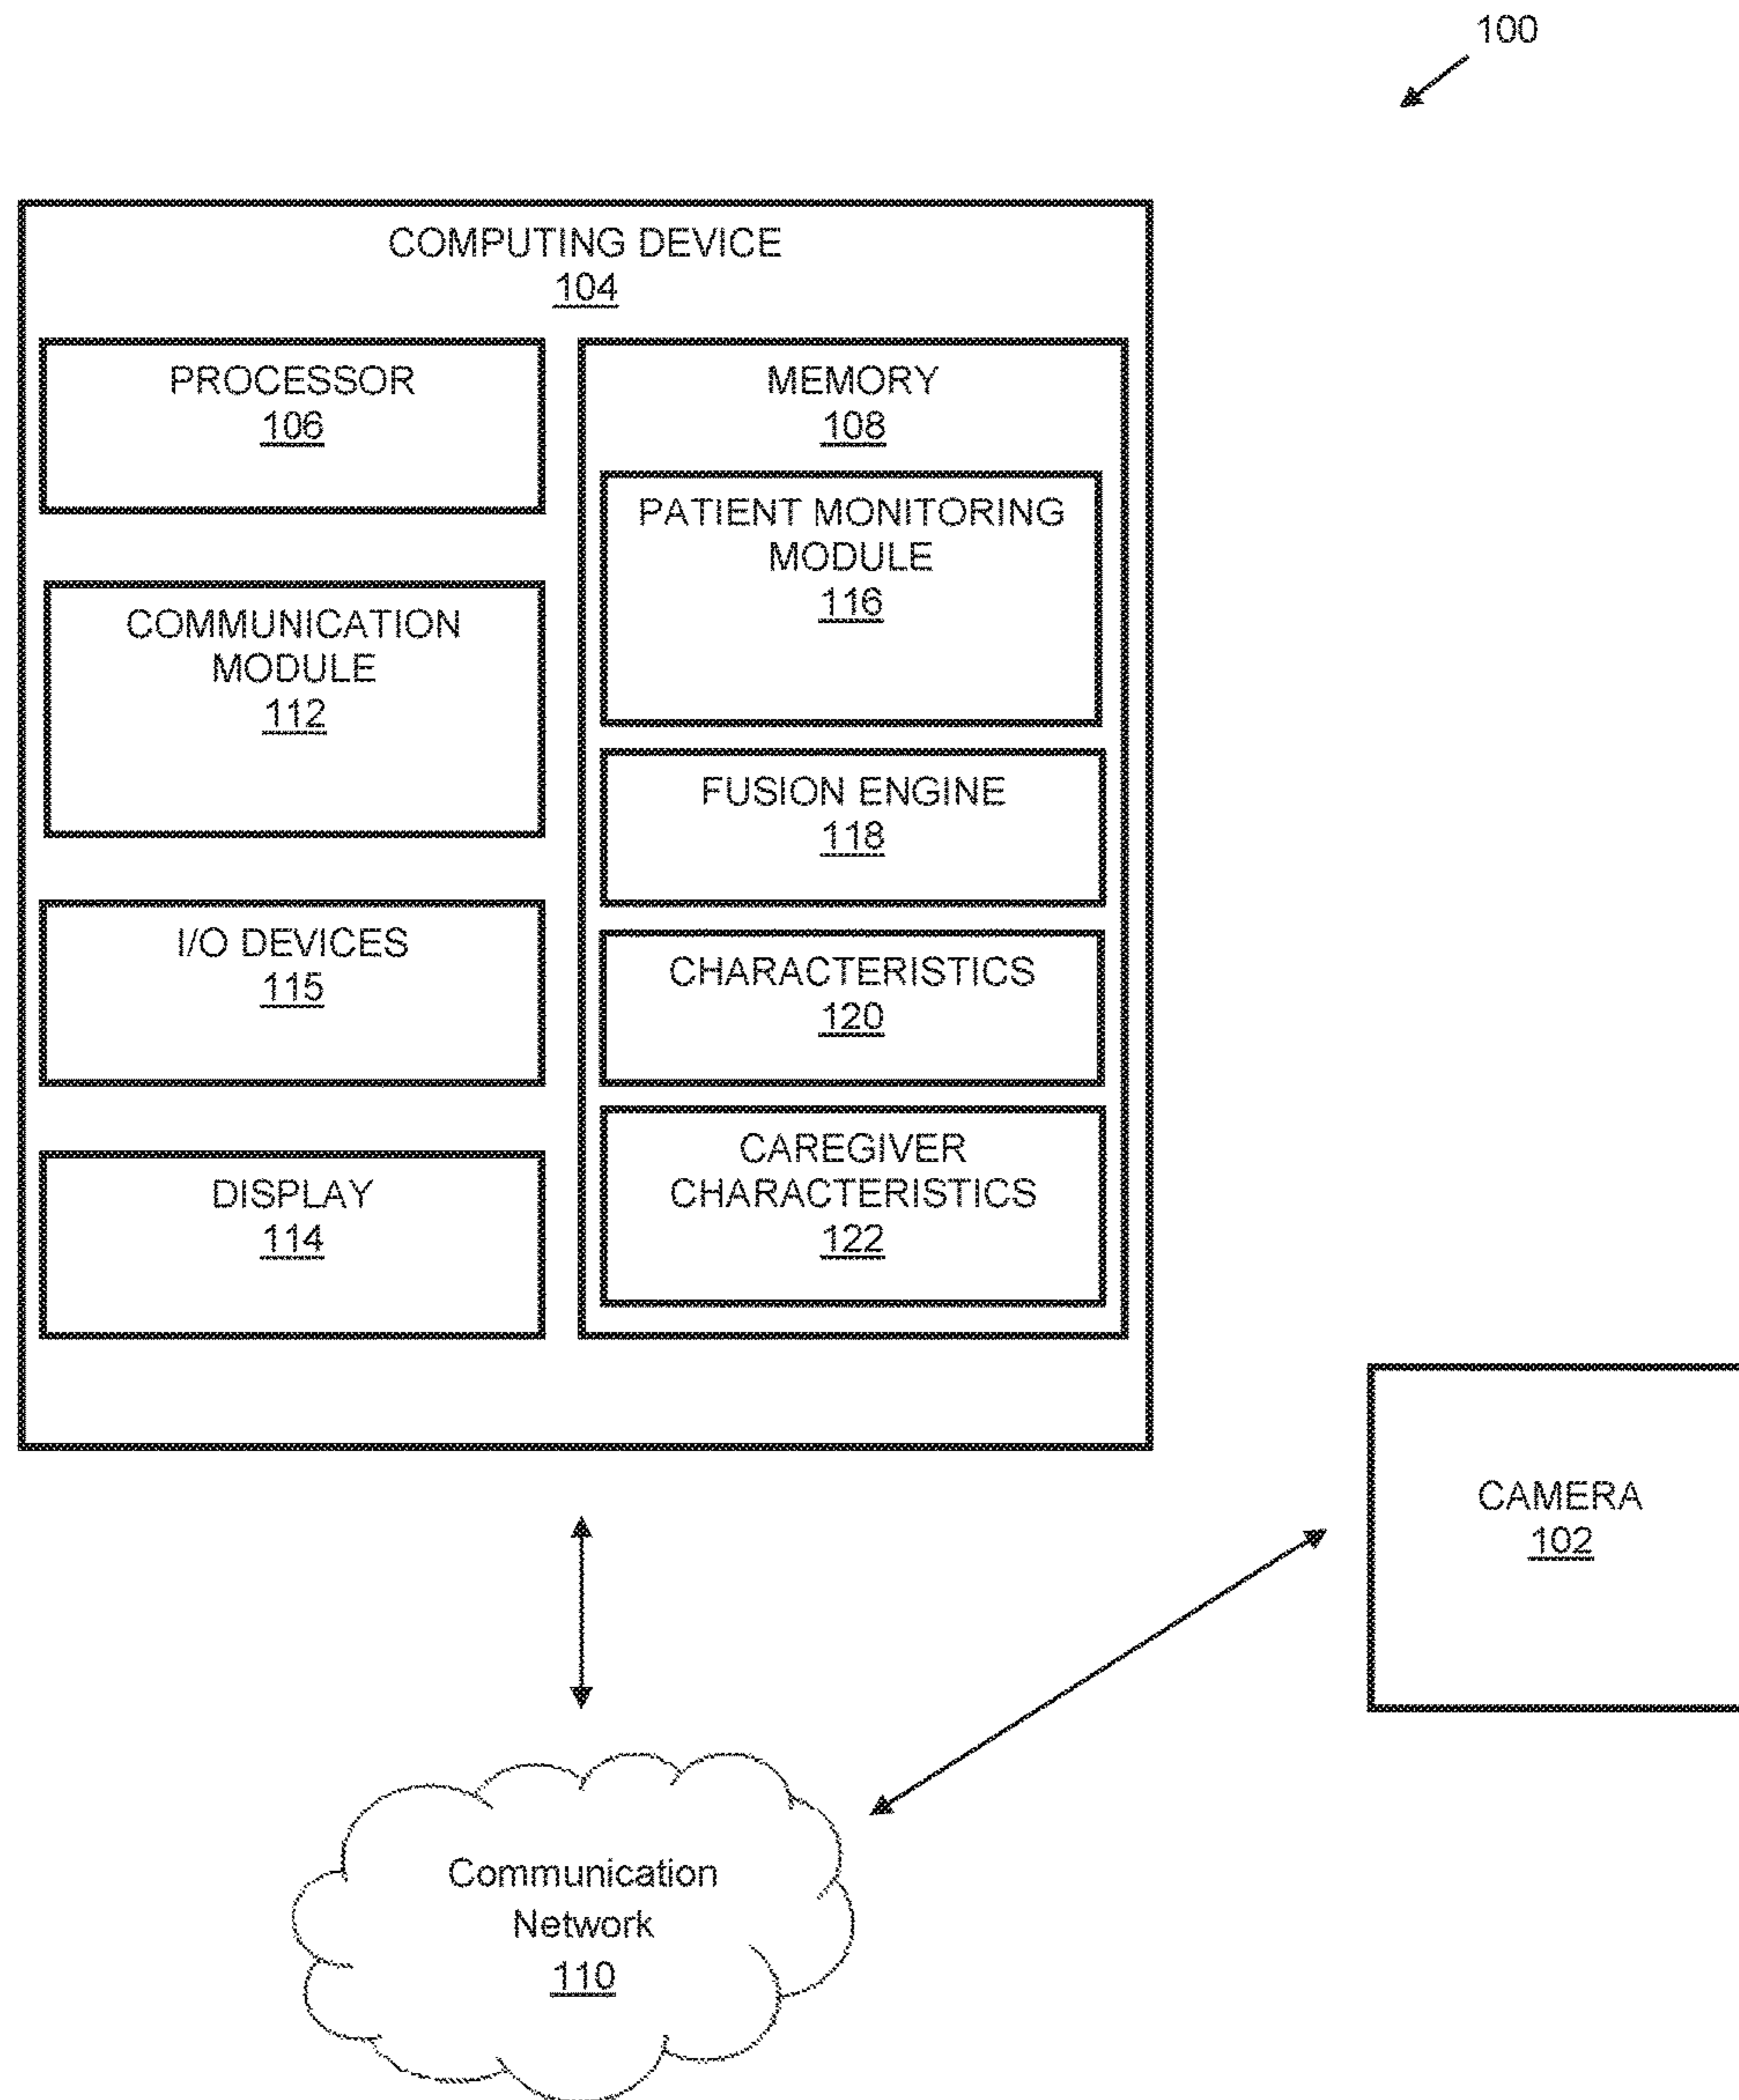 100
COMPUTING DEVICE
104
PROCESSOR
106
COMMUNICATION
MODULE
112
I/O DEVICES
115
DISPLAY
114
MEMORY
108
PATIENT MONITORING
MODULE
116
FUSION ENGINE
118
CHARACTERISTICS
120
CAREGIVER
CHARACTERISTICS
122
CAMERA
102
Communication
Network
110